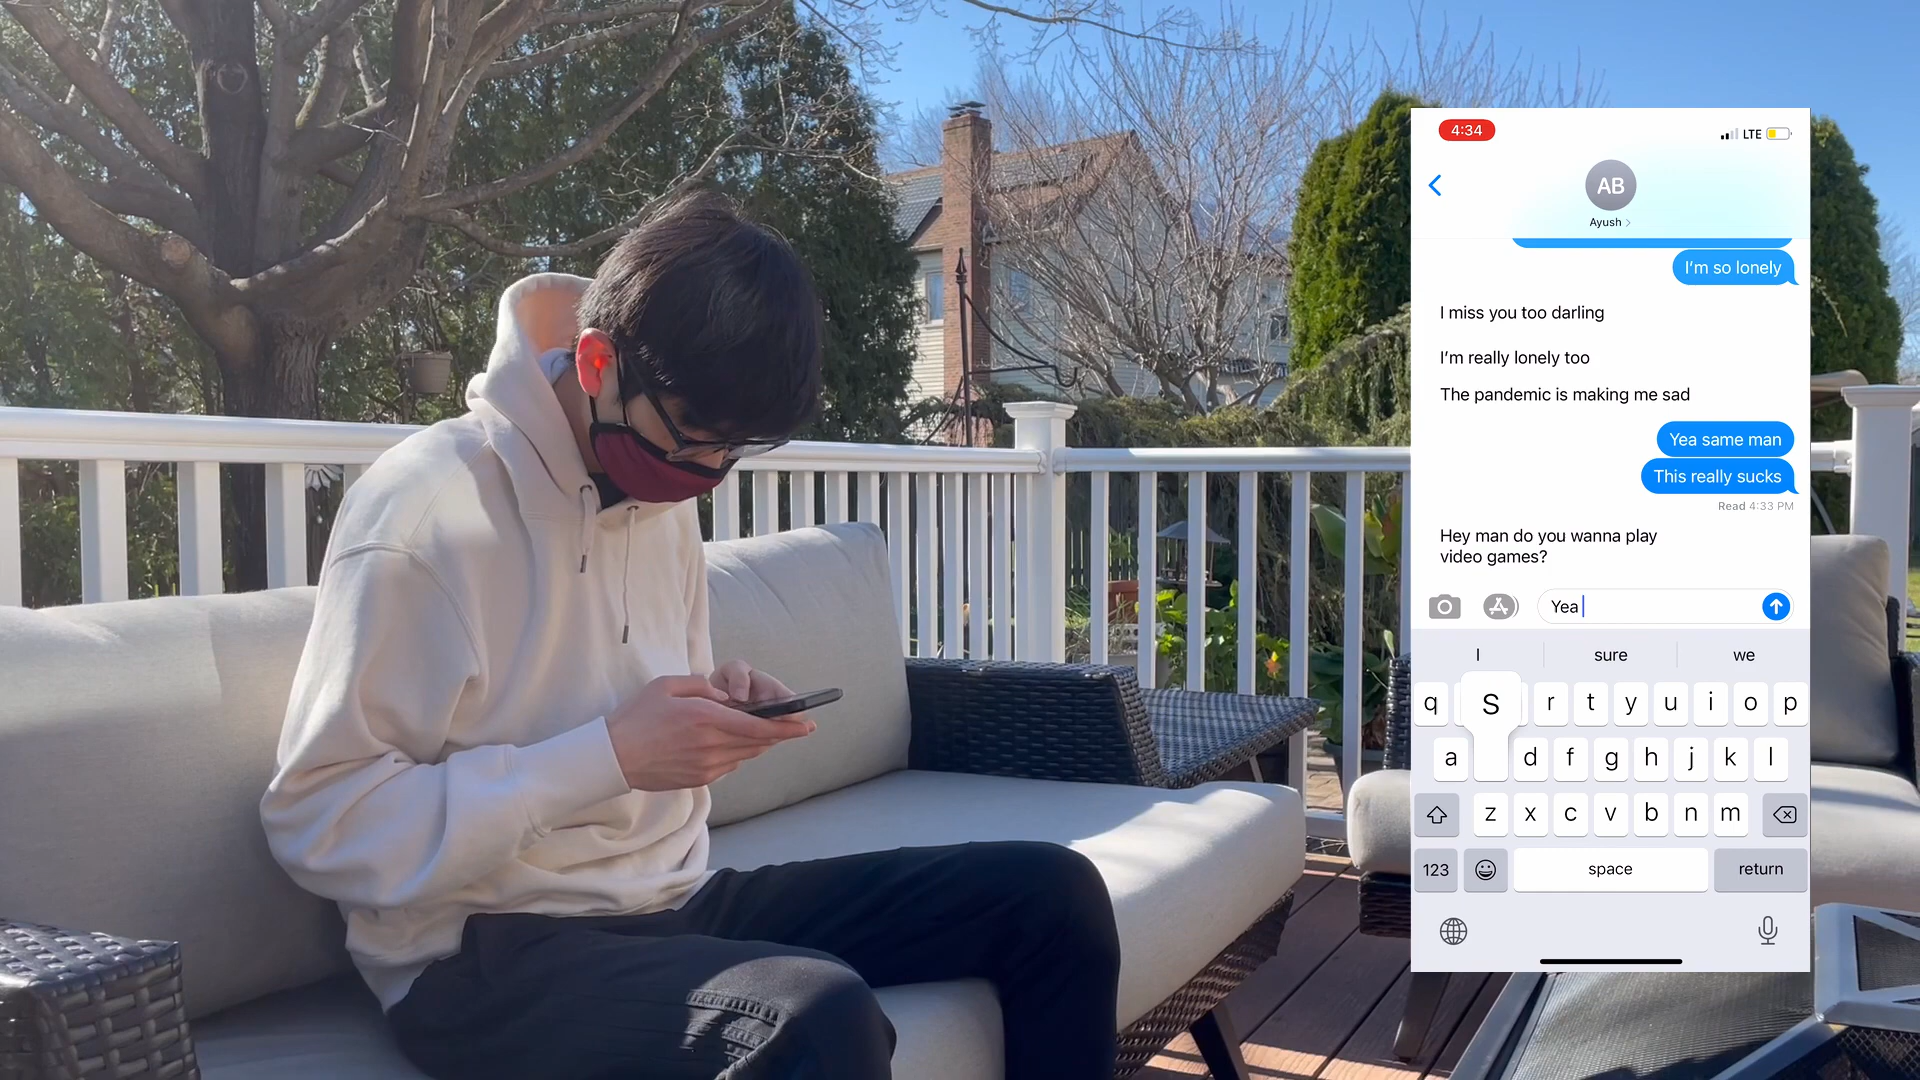 4:34
LTE
AB
Ayush
I'm so lonely
I miss you too darling
I'm really lonely too
The pandemic is making me sad
Yea same man
This really sucks
Read 4:33 PM
Hey man do you wanna play
video games?
Yea
I sure we
q S r t y u i o p
a d f g h j k l
z x c v b n m
123 space return